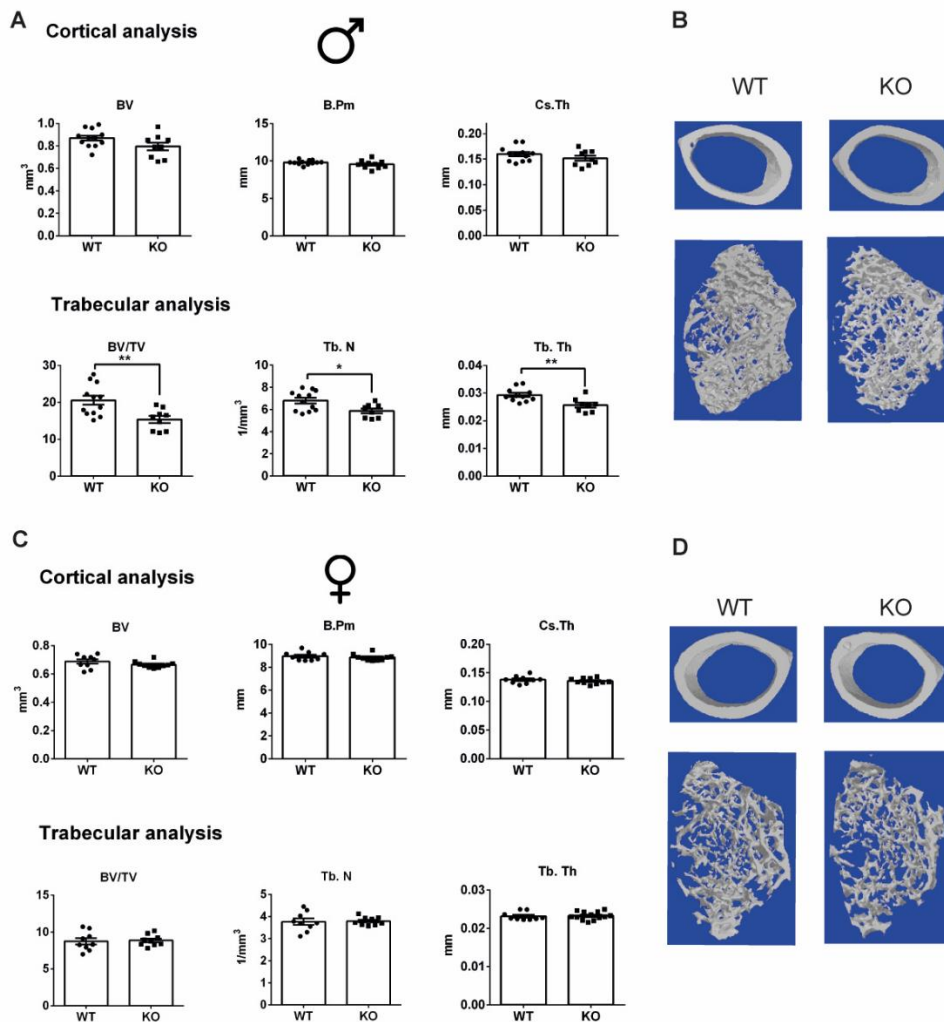 A
Cortical analysis
BV
mm3
1.0
0.8
0.6
0.4
0.2
0.0
WT KO
B.Pm
mm
15
10
5
0
WT KO
Cs.Th
mm
0.20
0.15
0.10
0.05
0.00
WT KO
Trabecular analysis
BV/TV
**
30
20
10
0
WT KO
Tb. N
*
1/mm3
10
8
6
4
2
0
WT KO
Tb. Th
**
mm
0.04
0.03
0.02
0.01
0.00
WT KO
B
WT KO
C
Cortical analysis
BV
mm3
0.8
0.6
0.4
0.2
0.0
WT KO
B.Pm
mm
10
8
6
4
2
0
WT KO
Cs.Th
mm
0.20
0.15
0.10
0.05
0.00
WT KO
Trabecular analysis
BV/TV
15
10
5
0
WT KO
Tb. N
1/mm3
5
4
3
2
1
0
WT KO
Tb. Th
mm
0.03
0.02
0.01
0.00
WT KO
D
WT KO